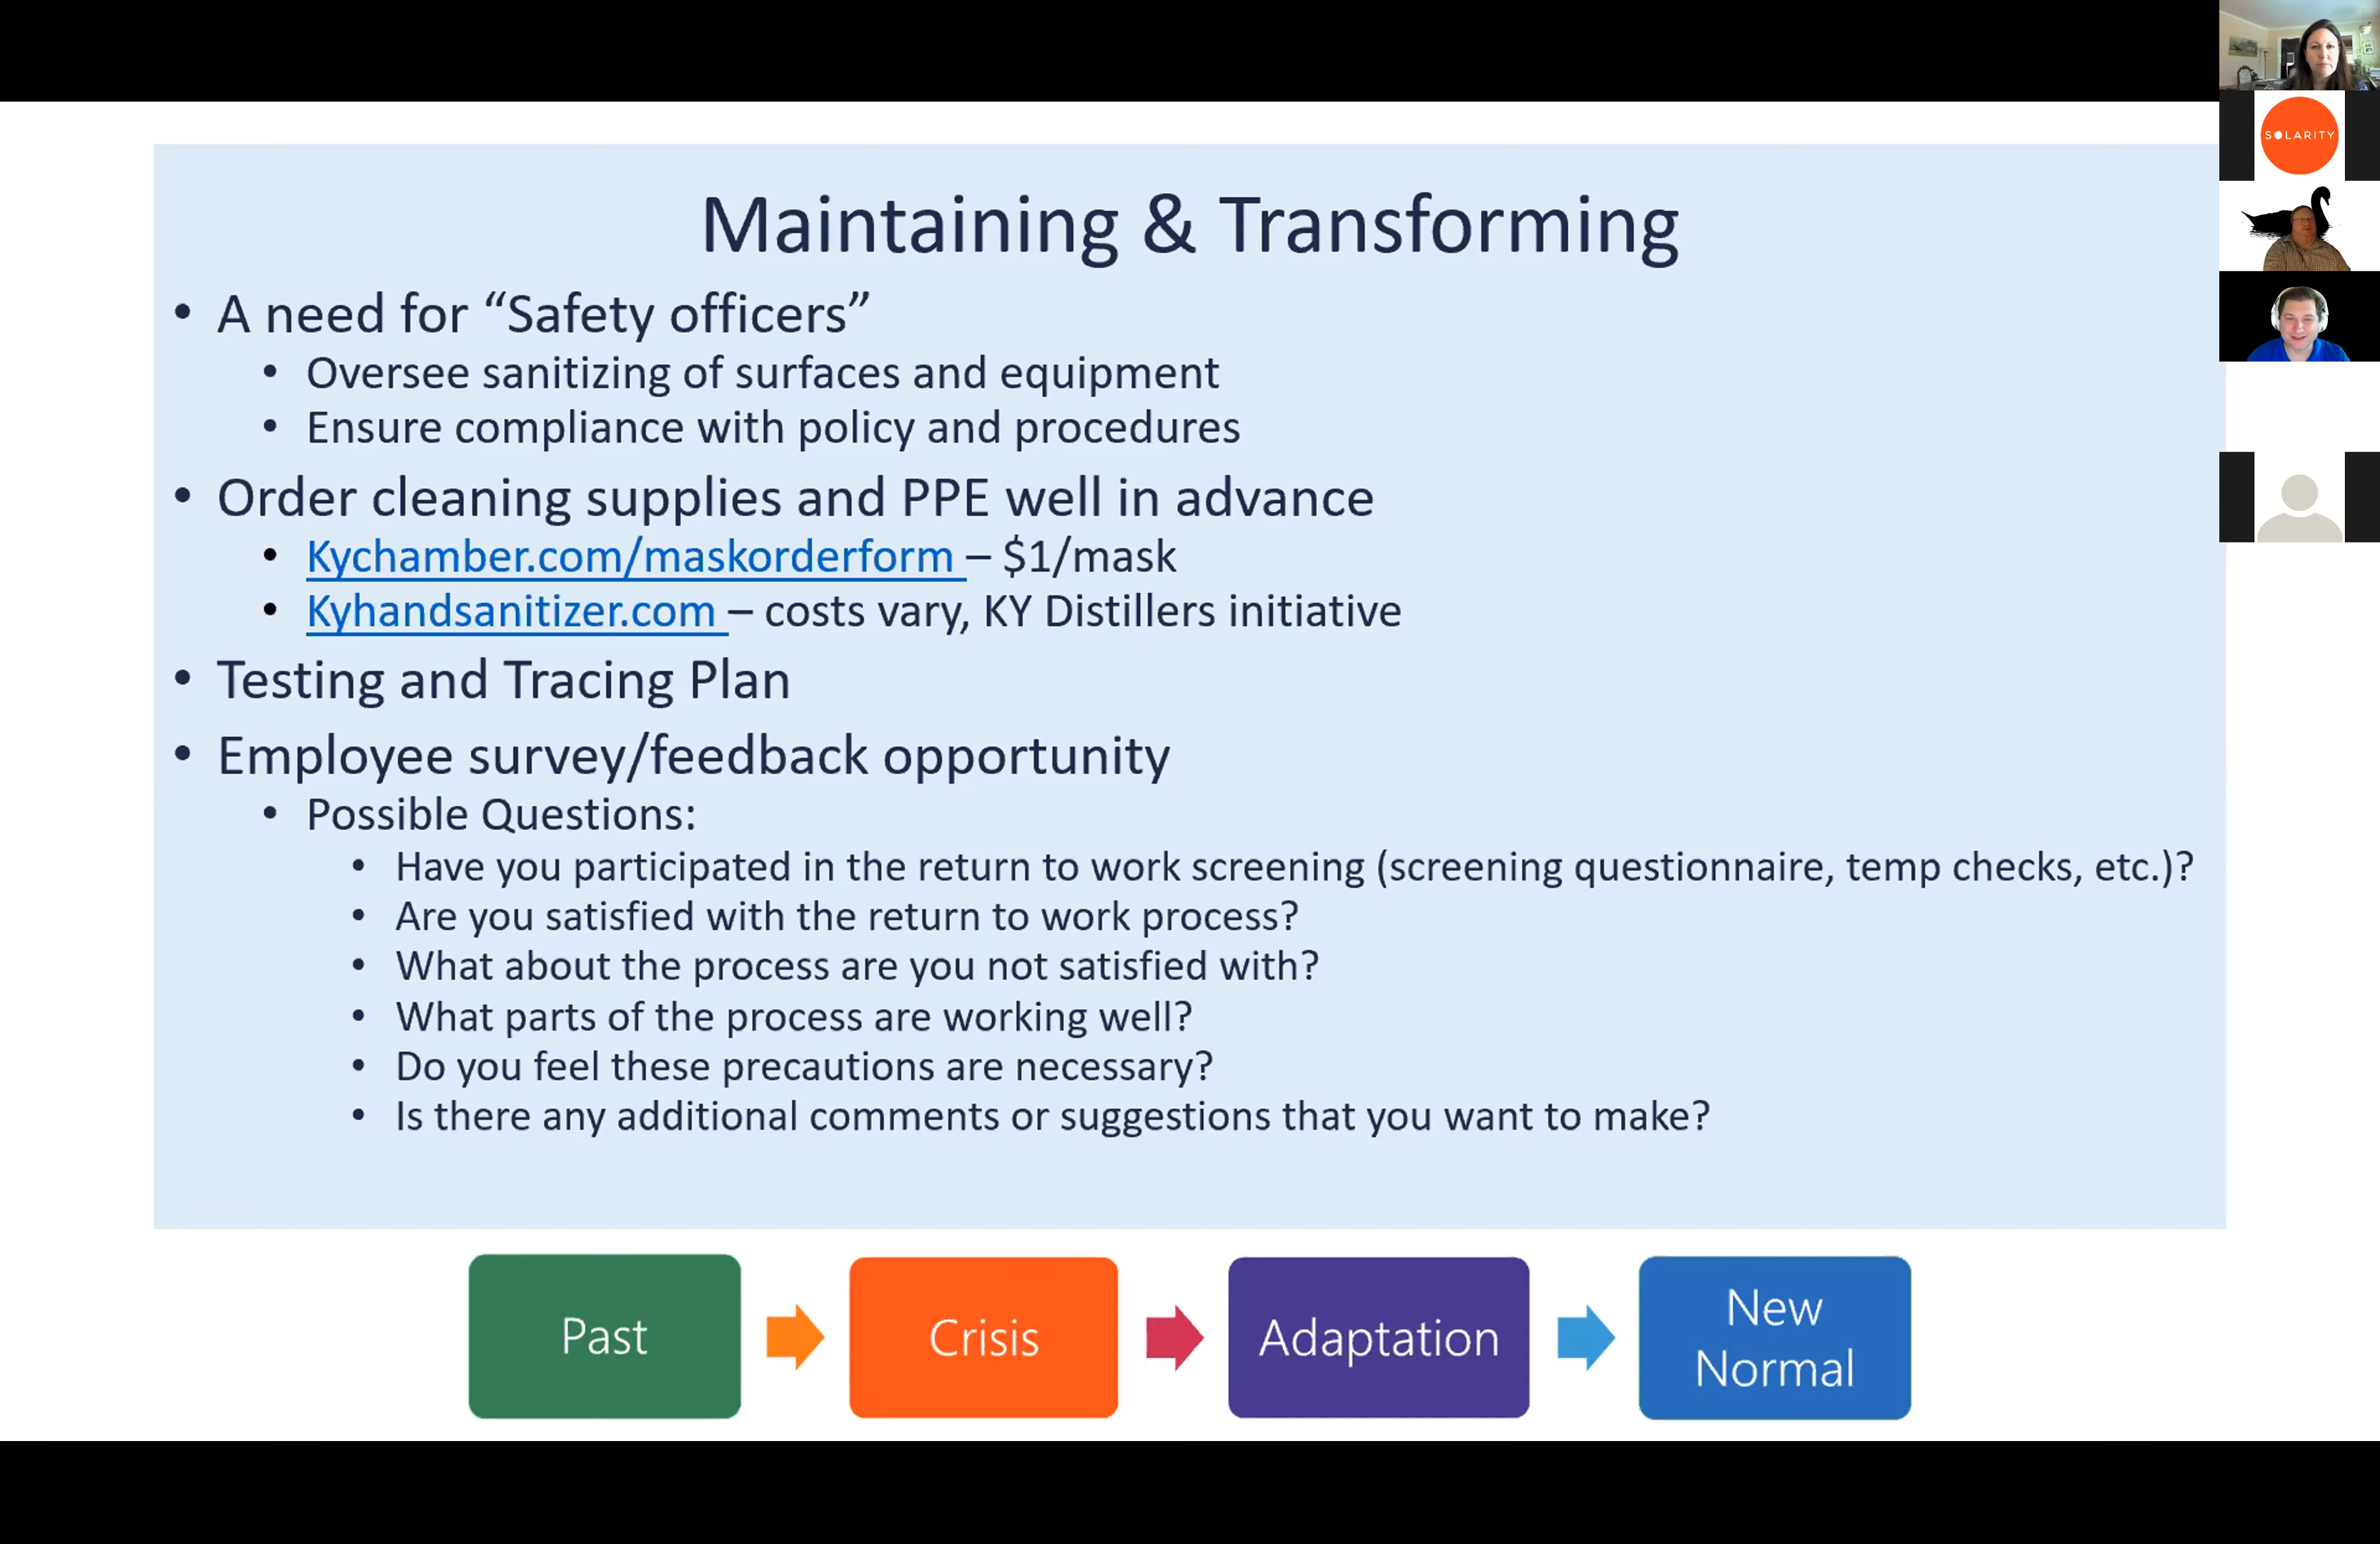 Maintaining & Transforming
• A need for “Safety officers”
• Oversee sanitizing of surfaces and equipment
• Ensure compliance with policy and procedures
• Order cleaning supplies and PPE well in advance
• Kychamber.com/maskorderform – $1/mask
• Kyhandsanitizer.com – costs vary, KY Distillers initiative
• Testing and Tracing Plan
• Employee survey/feedback opportunity
• Possible Questions:
• Have you participated in the return to work screening (screening questionnaire, temp checks, etc.)?
• Are you satisfied with the return to work process?
• What about the process are you not satisfied with?
• What parts of the process are working well?
• Do you feel these precautions are necessary?
• Is there any additional comments or suggestions that you want to make?
Past
Crisis
Adaptation
New
Normal
SOLARITY